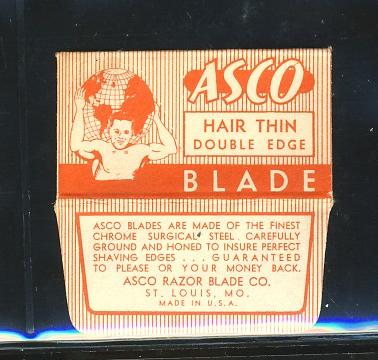 ASCO
HAIR THIN
DOUBLE EDGE
BLADE
ASCO BLADES ARE MADE OF THE FINEST
CHROME SURGICAL STEEL. CAREFULLY
GROUND AND HONED TO INSURE PERFECT
SHAVING EDGES . . . GUARANTEED
TO PLEASE OR YOUR MONEY BACK.
ASCO RAZOR BLADE CO.
ST. LOUIS, MO.
MADE IN U.S.A.